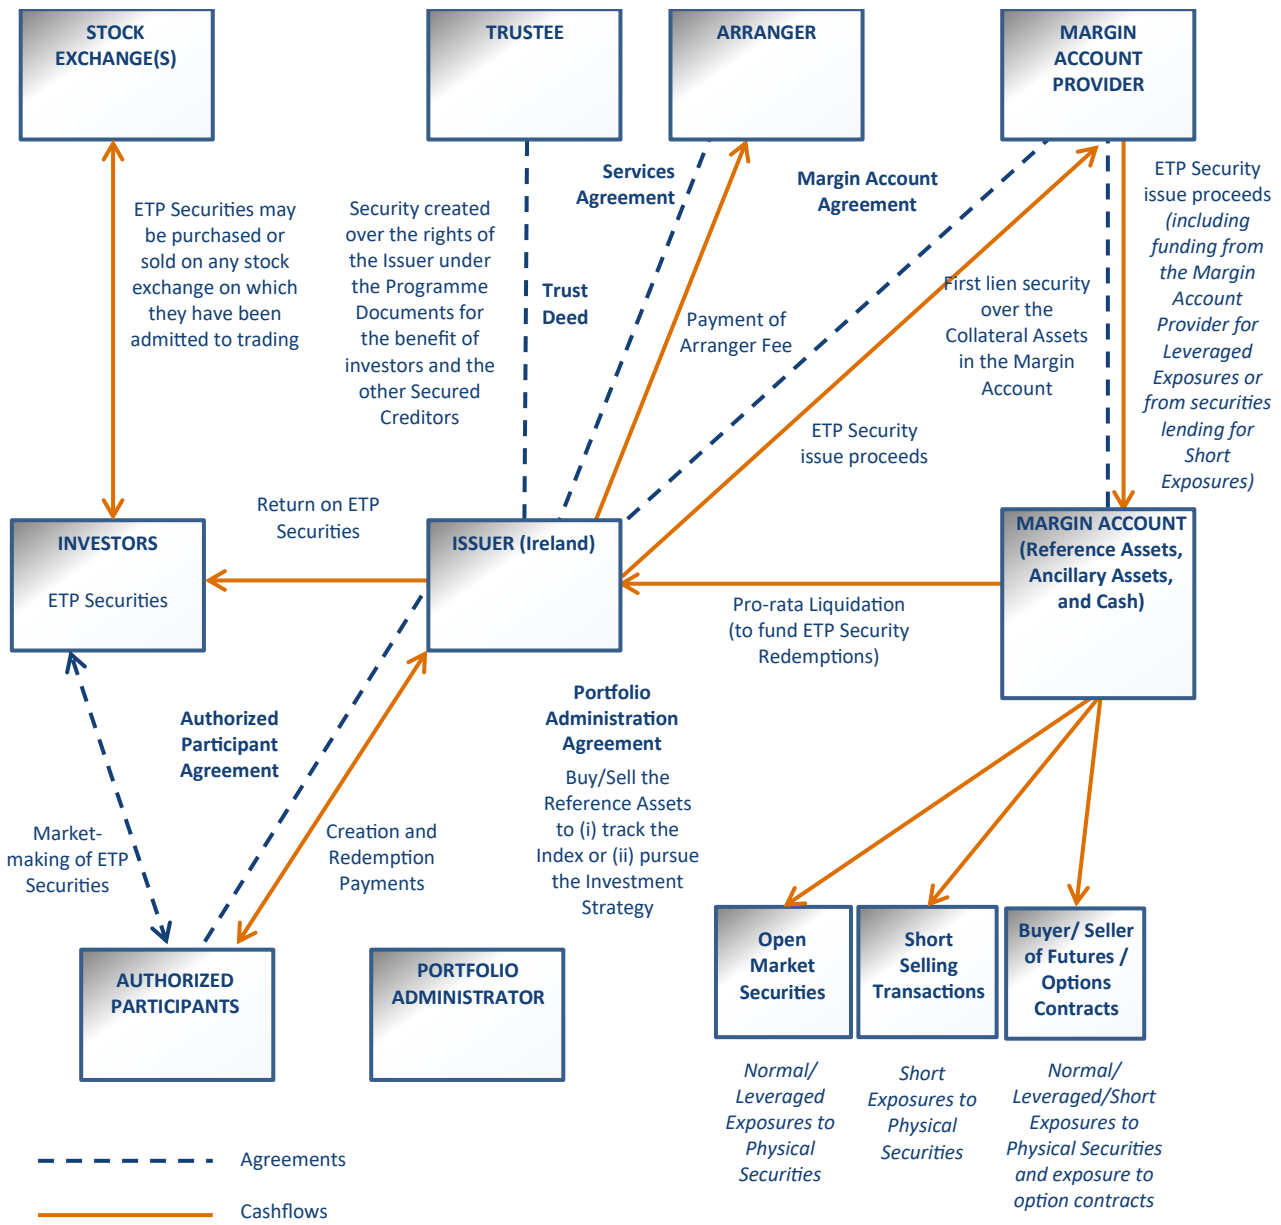 STOCK
EXCHANGE(S)
TRUSTEE
ARRANGER
MARGIN
ACCOUNT
PROVIDER
ETP Securities may
be purchased or
sold on any stock
exchange on which
they have been
admitted to trading
Security created
over the rights of
the Issuer under
the Programme
Documents for
the benefit of
investors and the
other Secured
Creditors
Trust
Deed
Services
Agreement
Payment of
Arranger Fee
Margin Account
Agreement
First lien security
over the
Collateral Assets
in the Margin
Account
ETP Security
issue proceeds
ETP Security
issue proceeds
(including
funding from
the Margin
Account
Provider for
Leveraged
Exposures or
from securities
lending for
Short
Exposures)
Return on ETP
Securities
INVESTORS
ETP Securities
ISSUER (Ireland)
MARGIN ACCOUNT
(Reference Assets,
Ancillary Assets,
and Cash)
Pro-rata Liquidation
(to fund ETP Security
Redemptions)
Authorized
Participant
Agreement
Portfolio
Administration
Agreement
Buy/Sell the
Reference Assets
to (i) track the
Index or (ii) pursue
the Investment
Strategy
Market-
making of ETP
Securities
Creation and
Redemption
Payments
AUTHORIZED
PARTICIPANTS
PORTFOLIO
ADMINISTRATOR
Open
Market
Securities
Short
Selling
Transactions
Buyer/ Seller
of Futures /
Options
Contracts
Normal/
Leveraged
Exposures to
Physical
Securities
Short
Exposures to
Physical
Securities
Normal/
Leveraged/Short
Exposures to
Physical Securities
and exposure to
option contracts
Agreements
Cashflows